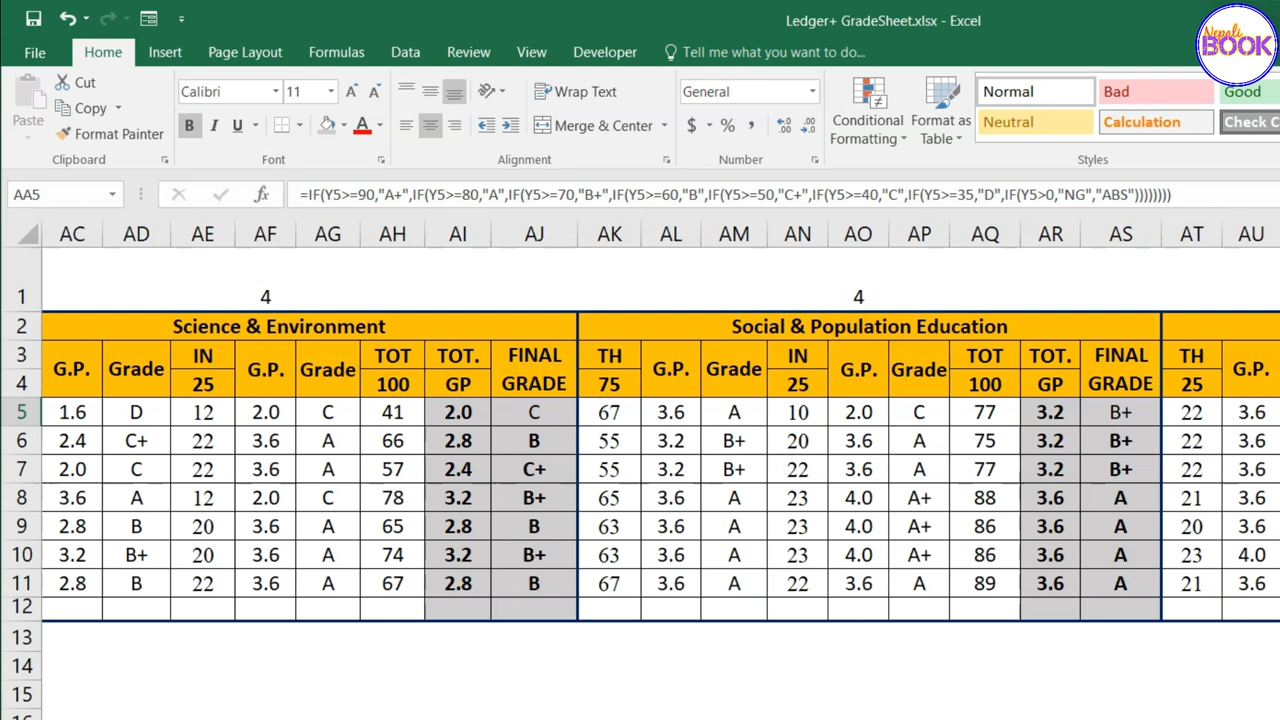 Ledger+ GradeSheet.xlsx - Excel
Nepali
BOOK
File Home Insert Page Layout Formulas Data Review View Developer Tell me what you want to do...
Paste
Cut
Copy
Format Painter
Clipboard
Calibri 11
B I U
Font
Wrap Text
Merge & Center
Alignment
General
$ % ,
Number
Conditional Formatting
Format as Table
Normal Bad Good
Neutral Calculation Check C
Styles
AA5 fx =IF(Y5>=90,"A+",IF(Y5>=80,"A",IF(Y5>=70,"B+",IF(Y5>=60,"B",IF(Y5>=50,"C+",IF(Y5>=40,"C",IF(Y5>=35,"D",IF(Y5>0,"NG","ABS"))))))))
AC AD AE AF AG AH AI AJ AK AL AM AN AO AP AQ AR AS AT AU
1 4 4
2 Science & Environment Social & Population Education
3 G.P. Grade IN G.P. Grade TOT TOT. FINAL TH G.P. Grade IN G.P. Grade TOT TOT. FINAL TH G.P.
4 25 100 GP GRADE 75 25 100 GP GRADE 25
5 1.6 D 12 2.0 C 41 2.0 C 67 3.6 A 10 2.0 C 77 3.2 B+ 22 3.6
6 2.4 C+ 22 3.6 A 66 2.8 B 55 3.2 B+ 20 3.6 A 75 3.2 B+ 22 3.6
7 2.0 C 22 3.6 A 57 2.4 C+ 55 3.2 B+ 22 3.6 A 77 3.2 B+ 22 3.6
8 3.6 A 12 2.0 C 78 3.2 B+ 65 3.6 A 23 4.0 A+ 88 3.6 A 21 3.6
9 2.8 B 20 3.6 A 65 2.8 B 63 3.6 A 23 4.0 A+ 86 3.6 A 20 3.6
10 3.2 B+ 20 3.6 A 74 3.2 B+ 63 3.6 A 23 4.0 A+ 86 3.6 A 23 4.0
11 2.8 B 22 3.6 A 67 2.8 B 67 3.6 A 22 3.6 A 89 3.6 A 21 3.6
12
13
14
15